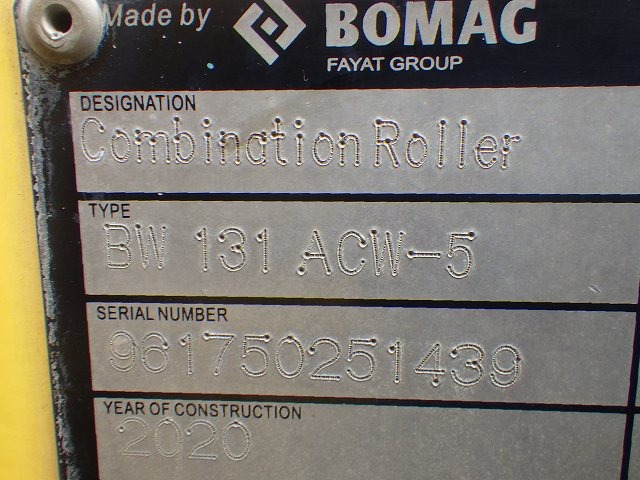 Made by BOMAG
FAYAT GROUP
DESIGNATION
Combination Roller
TYPE
BW 131 ACW-5
SERIAL NUMBER
961750251439
YEAR OF CONSTRUCTION
2020